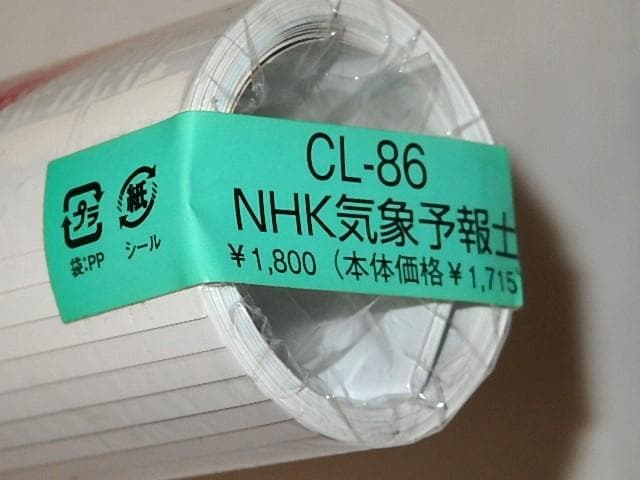 CL-86
NHK気象予報士
¥1,800（本体価格¥1,715
プラ
紙
袋:PP
シール